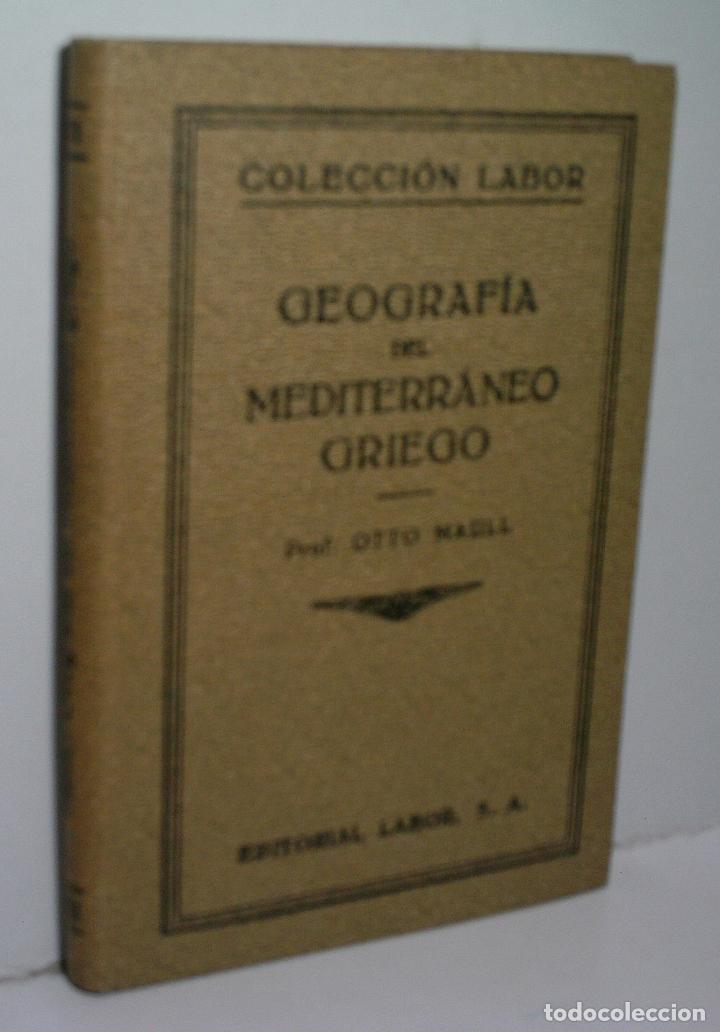 COLECCIÓN LABOR
GEOGRAFÍA
DEL
MEDITERRÁNEO
GRIEGO
Prof. OTTO MAULL
EDITORIAL LABOR, S. A.
todocoleccion